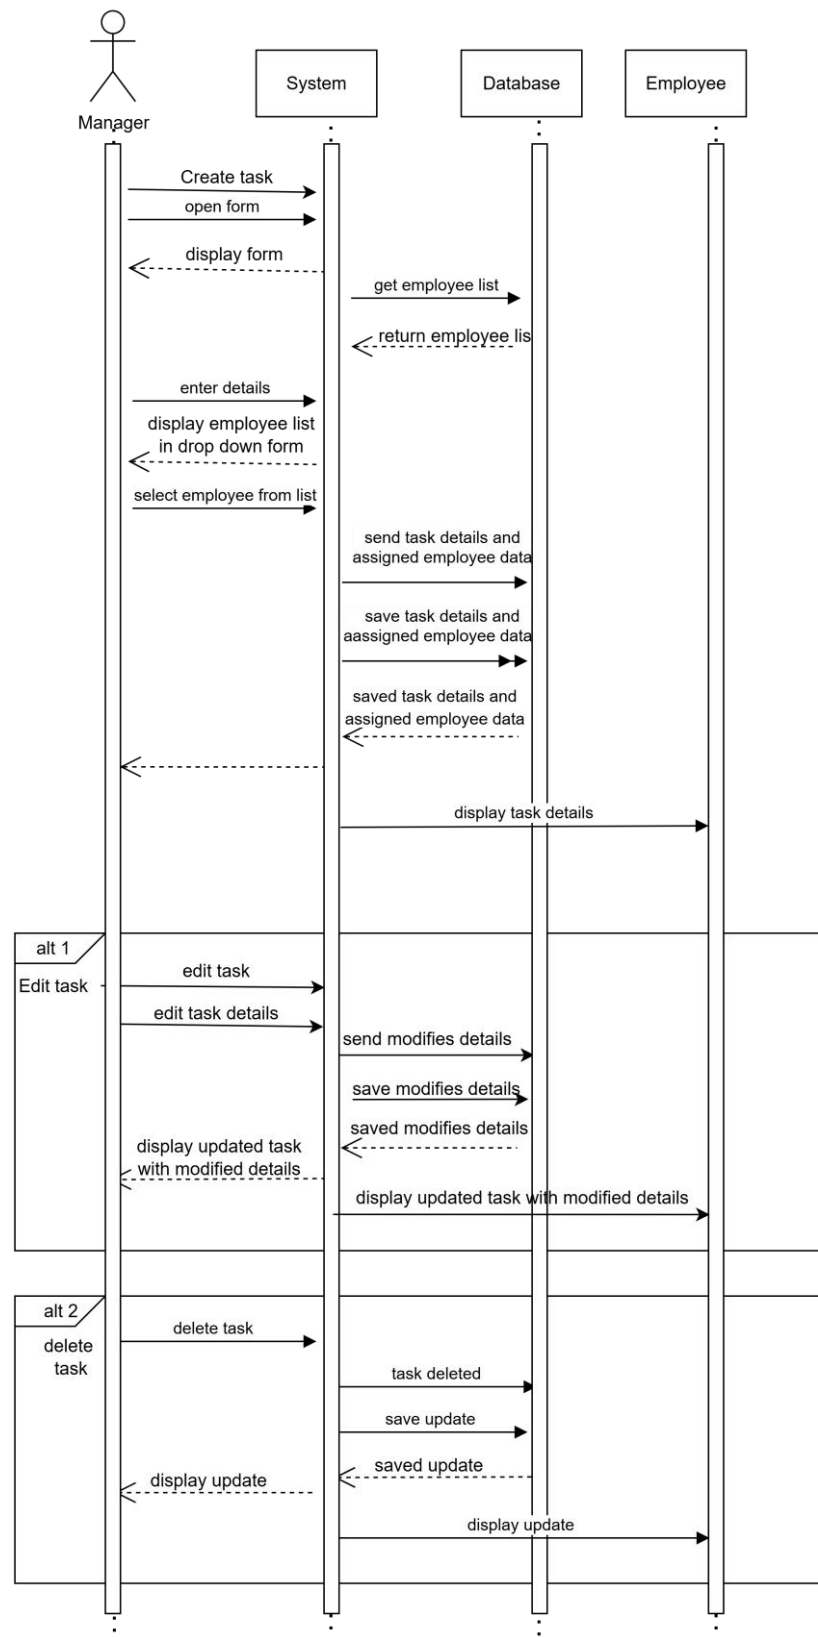 Manager
System
Database
Employee
Create task
open form
display form
get employee list
return employee lis
enter details
display employee list
in drop down form
select employee from list
send task details and
assigned employee data
save task details and
aassigned employee data
saved task details and
assigned employee data
display task details
alt 1
Edit task
edit task
edit task details
send modifies details
save modifies details
saved modifies details
display updated task
with modified details
display updated task with modified details
alt 2
delete
task
delete task
task deleted
save update
saved update
display update
display update